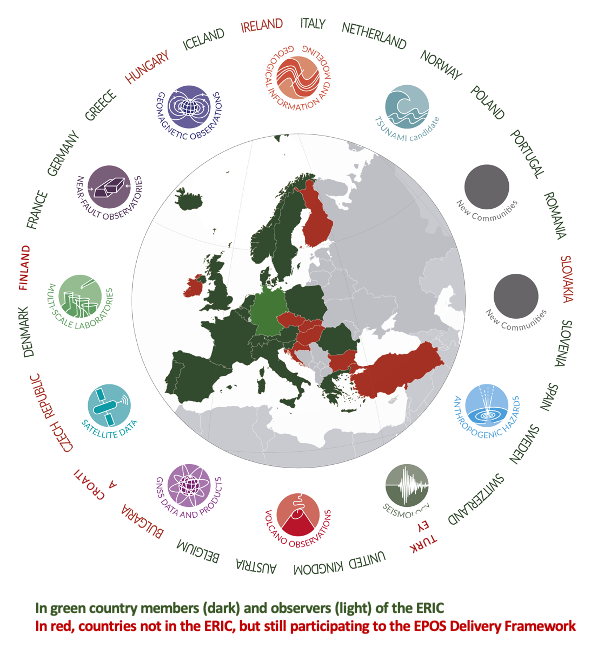 IRELAND
ITALY
NETHERLAND
NORWAY
POLAND
PORTUGAL
ROMANIA
SLOVAKIA
SLOVENIA
SPAIN
SWEDEN
SWITZERLAND
TURK
EY
UNITED KINGDOM
AUSTRIA
BELGIUM
BULGARIA
CROATI
A
CZECH REPUBLIC
DENMARK
FINLAND
FRANCE
GERMANY
GREECE
HUNGARY
ICELAND
GEOLOGICAL INFORMATION AND MODELING
TSUNAMI candidate
New Communities
New Communities
ANTHROPOGENIC HAZARDS
SEISMOLOGY
VOLCANO OBSERVATIONS
GNSS DATA AND PRODUCTS
SATELLITE DATA
MULTI-SCALE LABORATORIES
NEAR-FAULT OBSERVATORIES
GEOMAGNETIC OBSERVATIONS
In green country members (dark) and observers (light) of the ERIC
In red, countries not in the ERIC, but still participating to the EPOS Delivery Framework